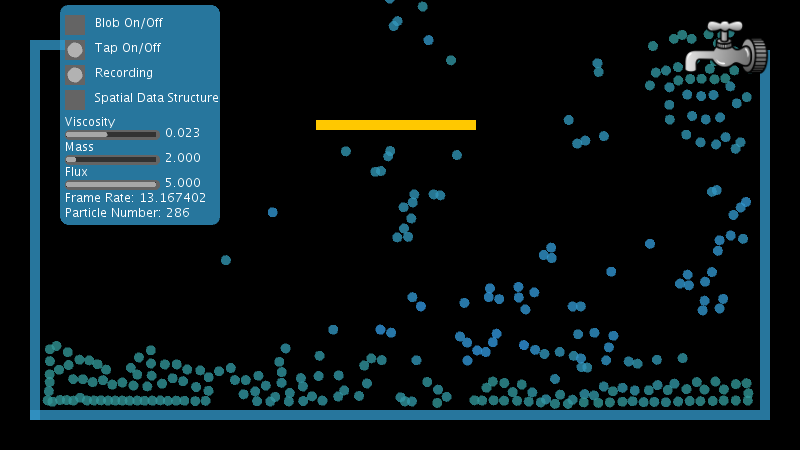 Blob On/Off
Tap On/Off
Recording
Spatial Data Structure
Viscosity
0.023
Mass
2.000
Flux
5.000
Frame Rate: 13.167402
Particle Number: 286